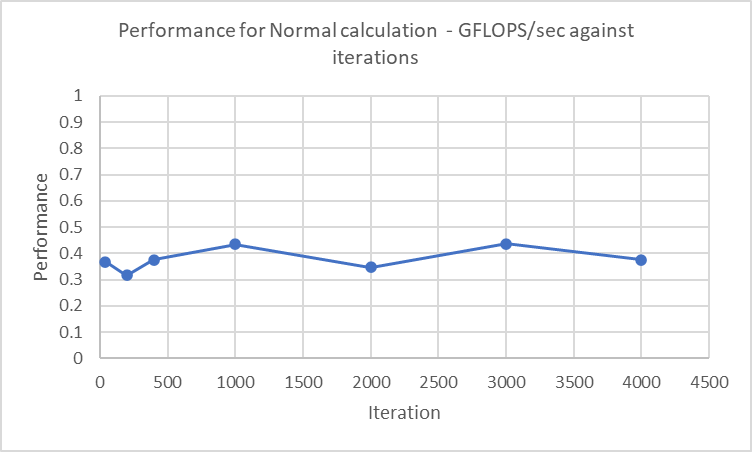 Performance for Normal calculation - GFLOPS/sec against
iterations
1
0.9
0.8
0.7
0.6
0.5
0.4
0.3
0.2
0.1
0
Performance
0 500 1000 1500 2000 2500 3000 3500 4000 4500
Iteration